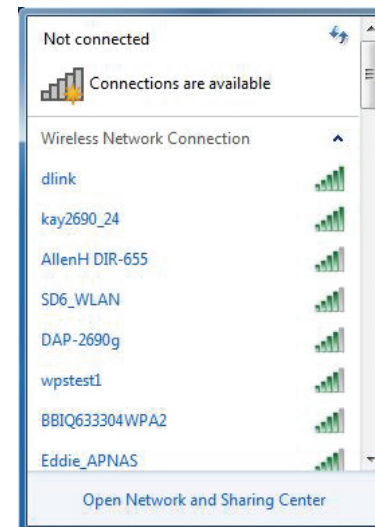 Not connected
Connections are available
Wireless Network Connection
dlink
kay2690_24
AllenH DIR-655
SD6_WLAN
DAP-2690g
wpstest1
BBIQ633304WPA2
Eddie_APNAS
Open Network and Sharing Center